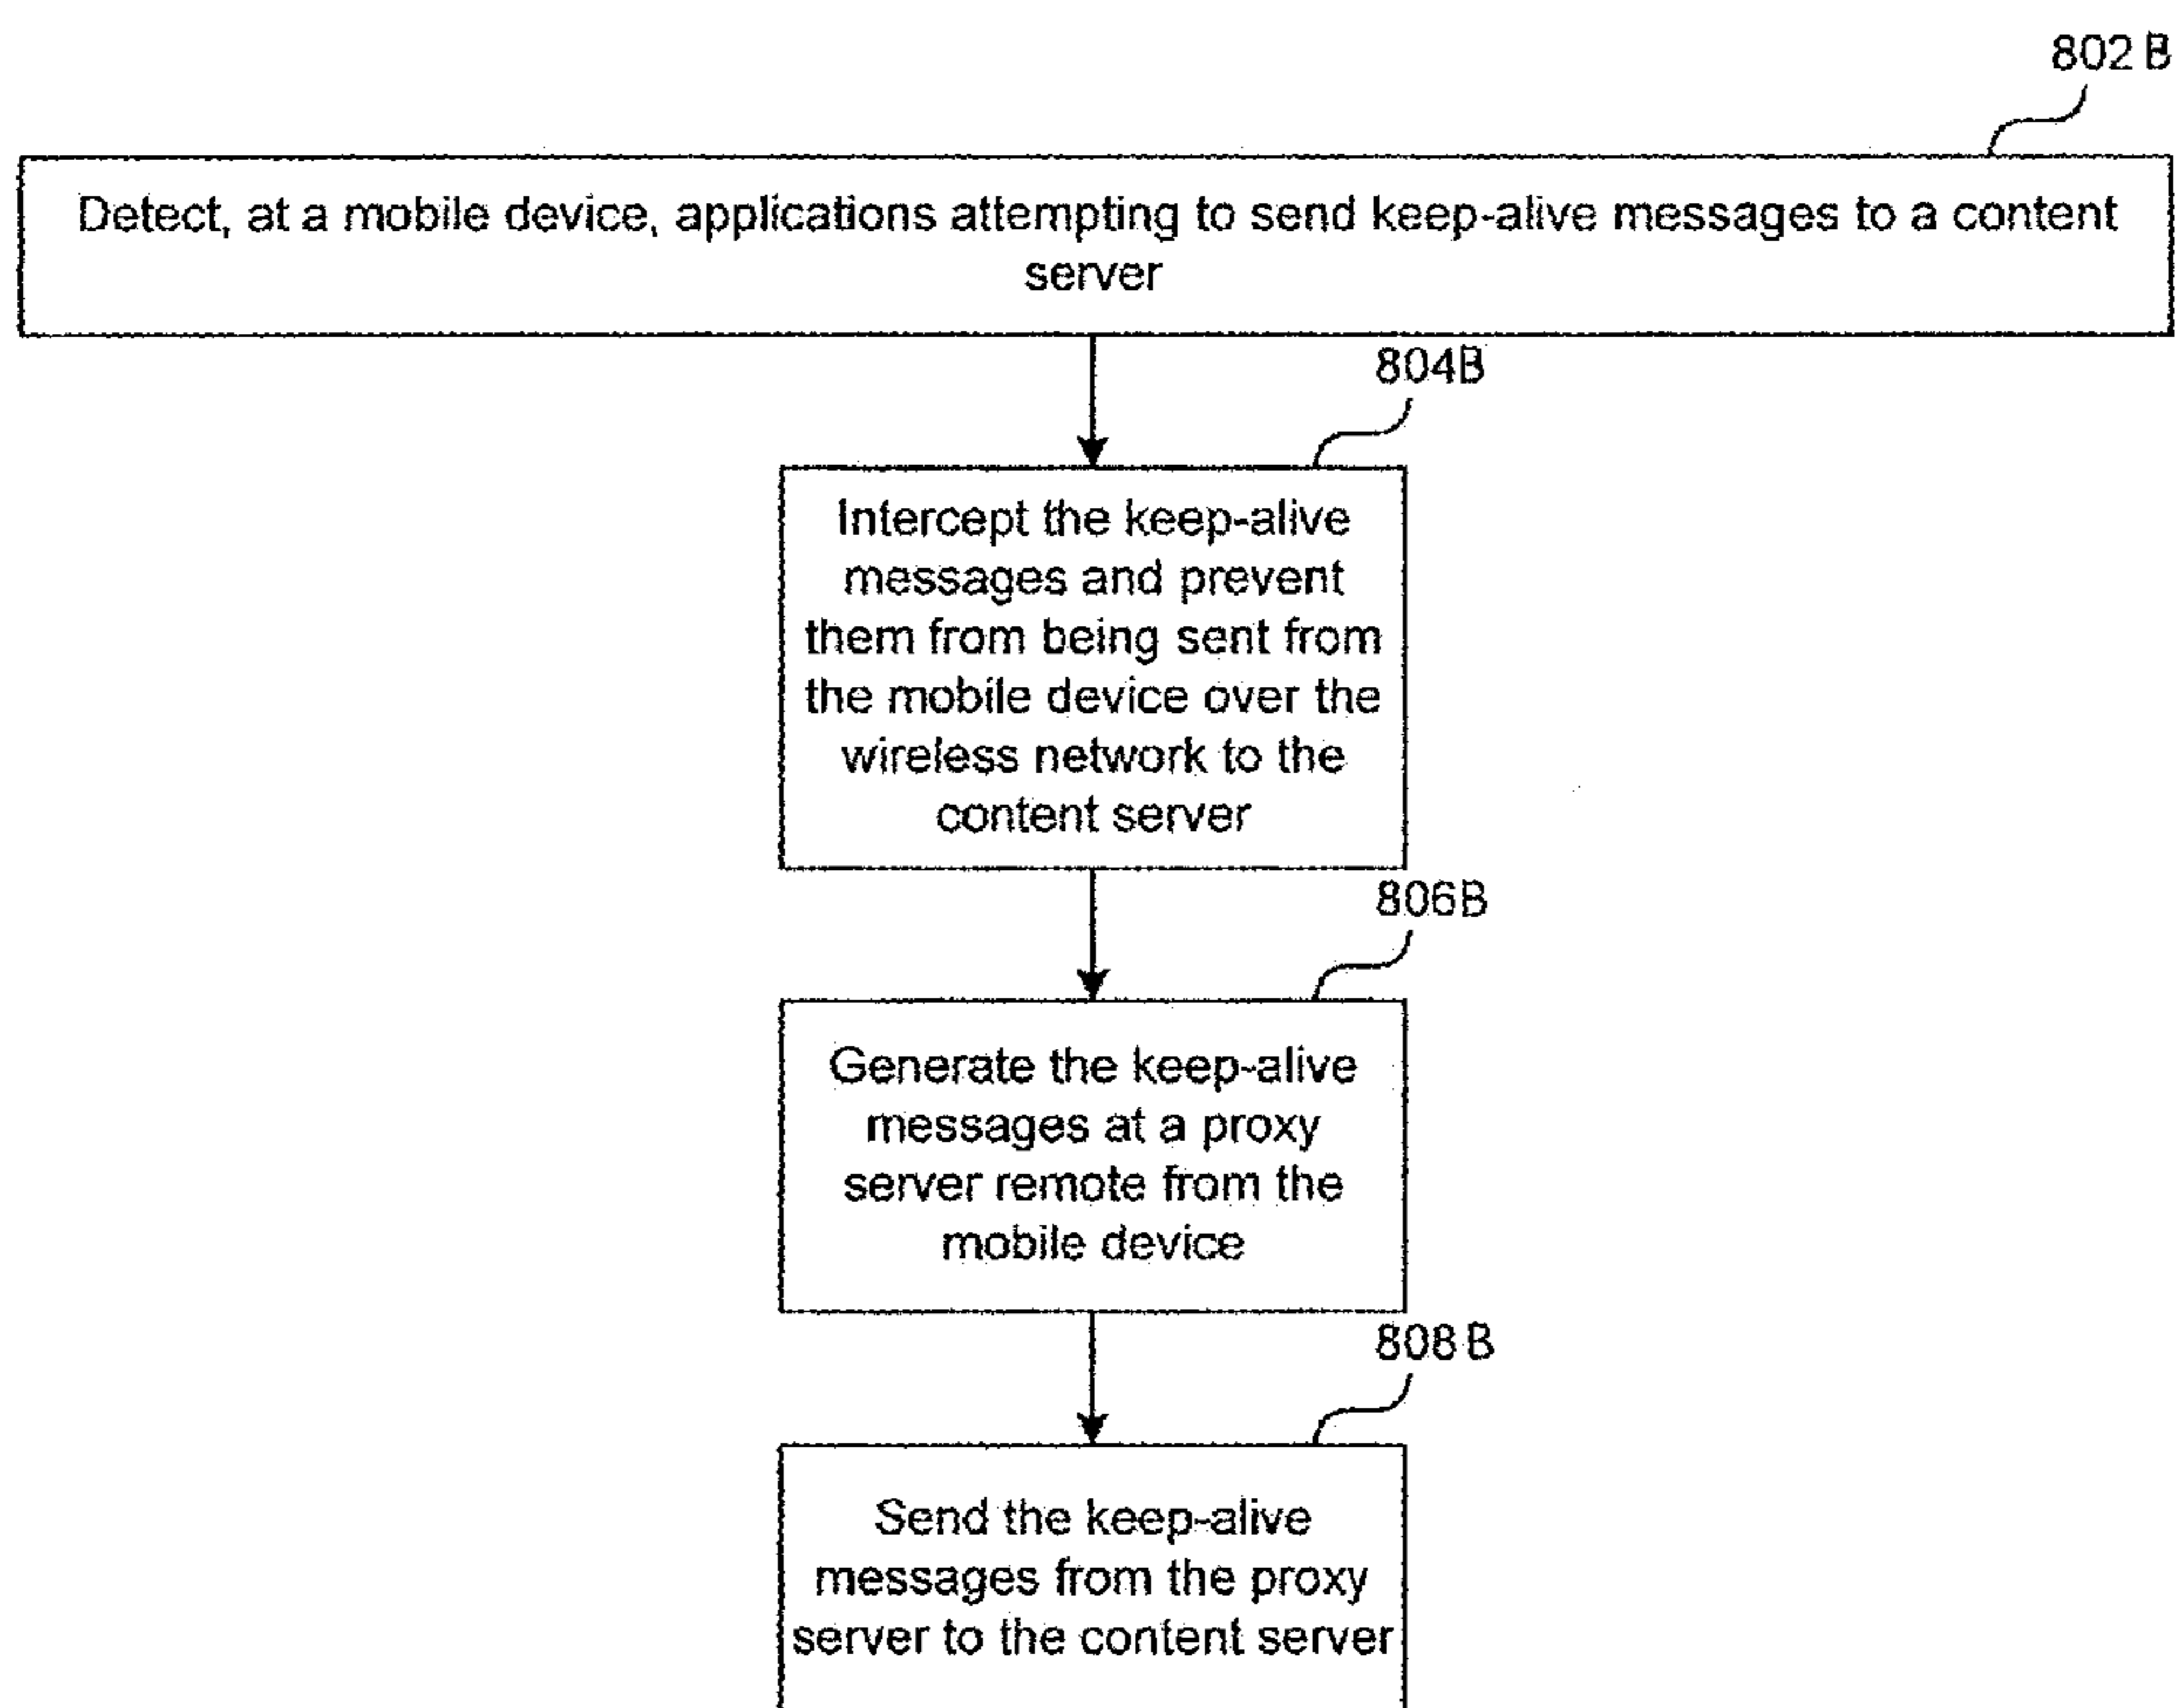 802 B
Detect, at a mobile device, applications attempting to send keep-alive messages to a content
server
804B
Intercept the keep-alive
messages and prevent
them from being sent from
the mobile device over the
wireless network to the
content server
806B
Generate the keep-alive
messages at a proxy
server remote from the
mobile device
808 B
Send the keep-alive
messages from the proxy
server to the content server